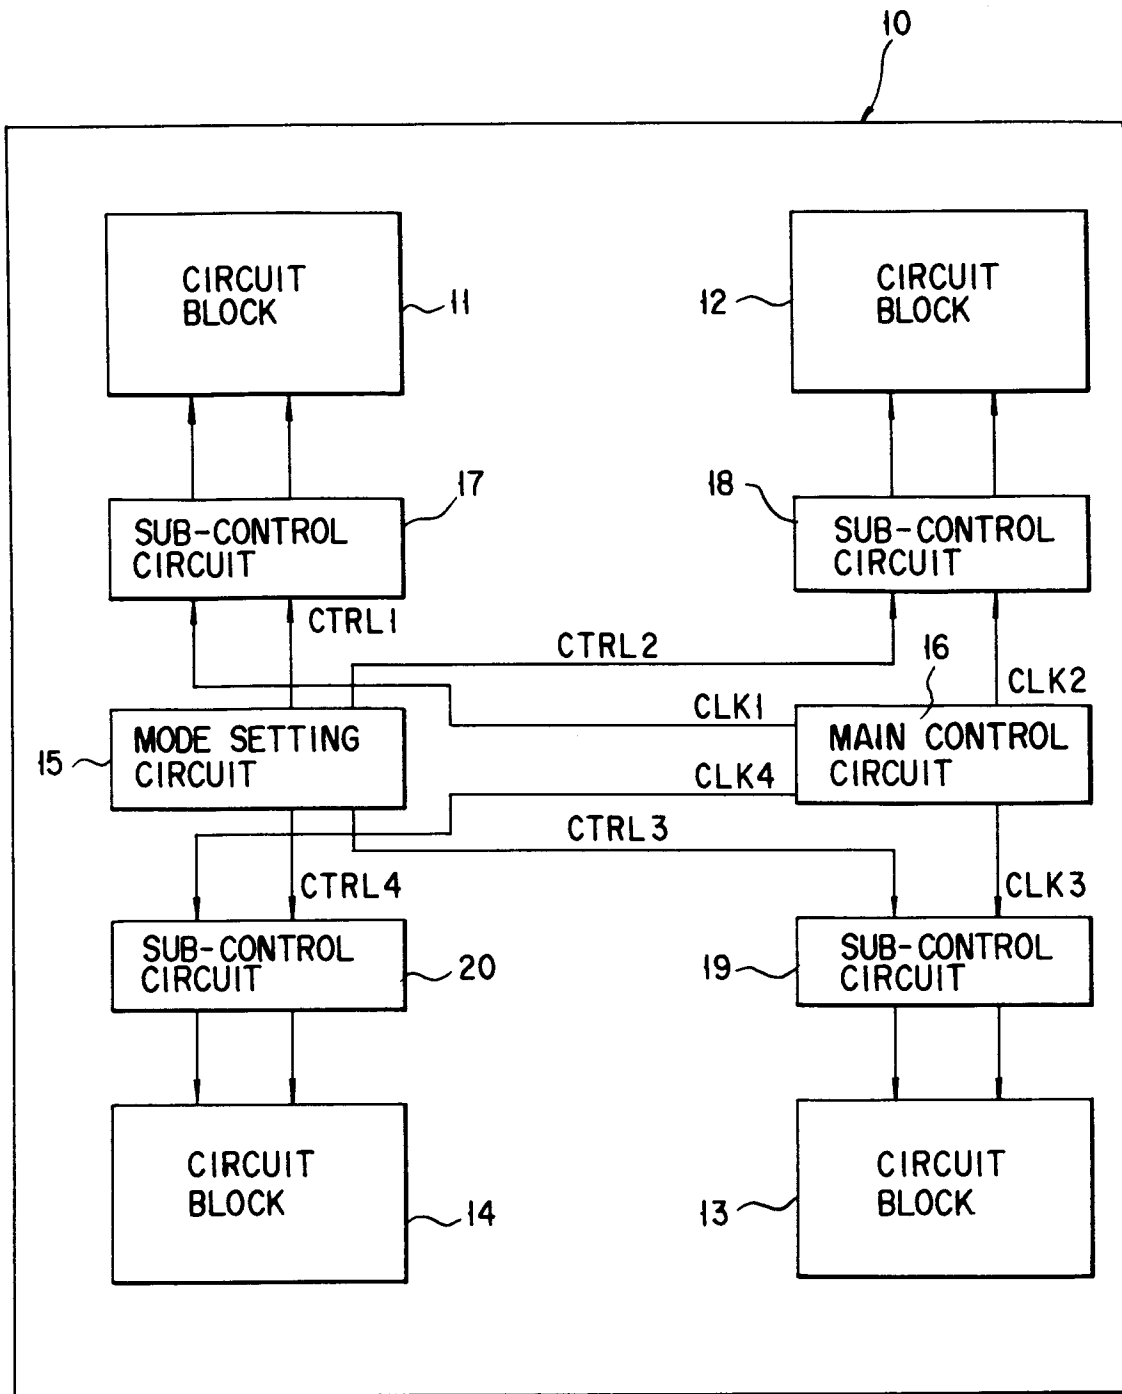 10
CIRCUIT
BLOCK
11
12
CIRCUIT
BLOCK
17
SUB-CONTROL
CIRCUIT
18
SUB-CONTROL
CIRCUIT
CTRL1
CTRL2
16
CLK1
CLK2
15
MODE SETTING
CIRCUIT
MAIN CONTROL
CIRCUIT
CLK4
CTRL3
CTRL4
CLK3
SUB-CONTROL
CIRCUIT
20
19
SUB-CONTROL
CIRCUIT
CIRCUIT
BLOCK
14
13
CIRCUIT
BLOCK